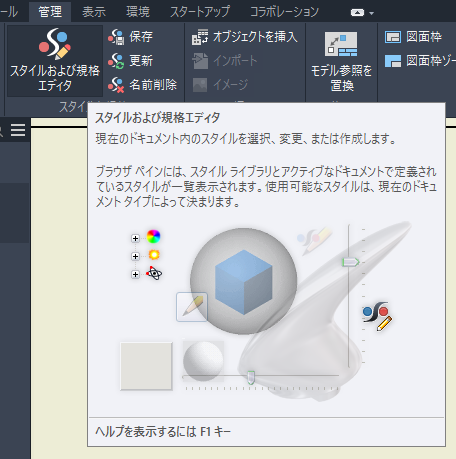 ール 管理 表示 環境 スタートアップ コラボレーション
スタイルおよび規格
エディタ
保存
更新
名前削除
オブジェクトを挿入
インポート
イメージ
モデル参照を
置換
図面枠
図面枠ゾー
スタイルおよび規格エディタ
現在のドキュメント内のスタイルを選択、変更、または作成します。
ブラウザ ペインには、スタイル ライブラリとアクティブなドキュメントで定義され
ているスタイルが一覧表示されます。使用可能なスタイルは、現在のドキュ
メント タイプによって決まります。
ヘルプを表示するには F1 キー